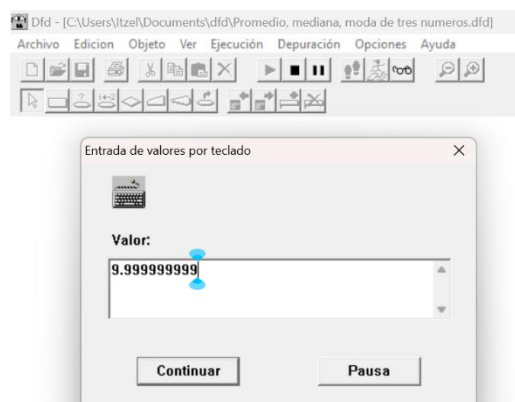 Dfd - [C:\Users\Itzel\Documents\dfd\Promedio, mediana, moda de tres numeros.dfd]
Archivo Edicion Objeto Ver Ejecución Depuración Opciones Ayuda
Entrada de valores por teclado
Valor:
9.999999999
Continuar Pausa